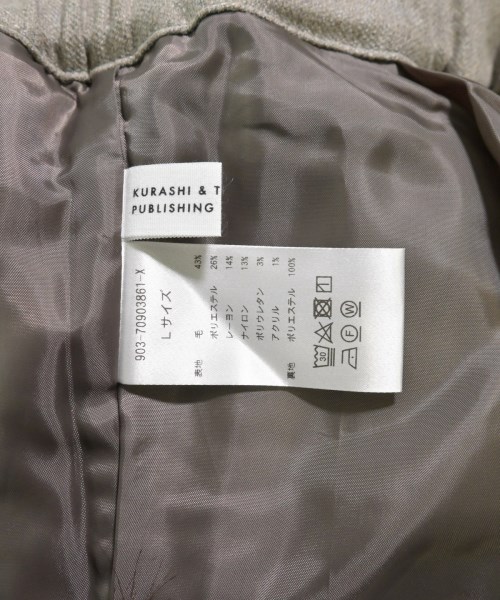 KURASHI & T
PUBLISHING
903-70903861-X
Lサイズ
表地 毛 43%
ポリエステル 26%
レーヨン 14%
ナイロン 13%
ポリウレタン 3%
アクリル 1%
裏地 ポリエステル 100%
30
F W